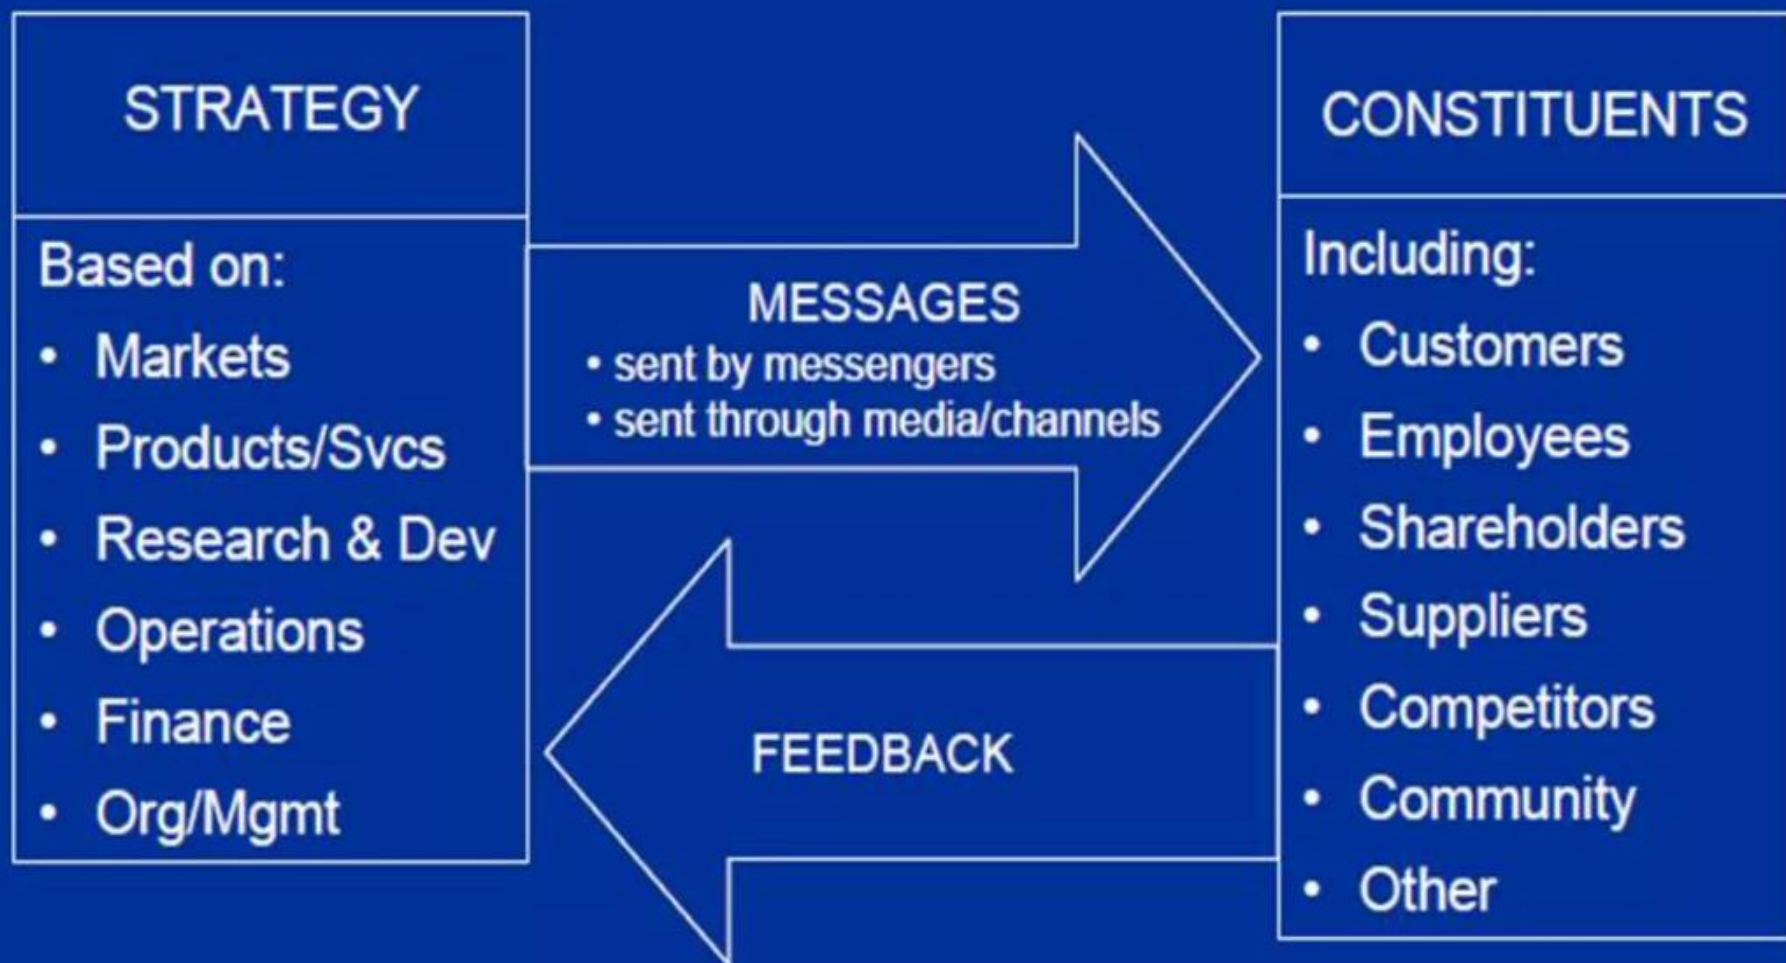 STRATEGY
Based on:
• Markets
• Products/Svcs
• Research & Dev
• Operations
• Finance
• Org/Mgmt
MESSAGES
• sent by messengers
• sent through media/channels
FEEDBACK
CONSTITUENTS
Including:
• Customers
• Employees
• Shareholders
• Suppliers
• Competitors
• Community
• Other